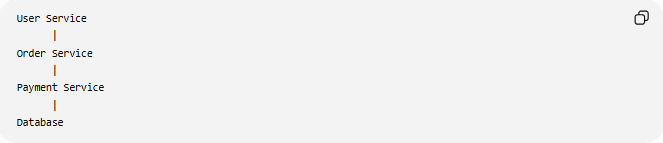 User Service
|
Order Service
|
Payment Service
|
Database